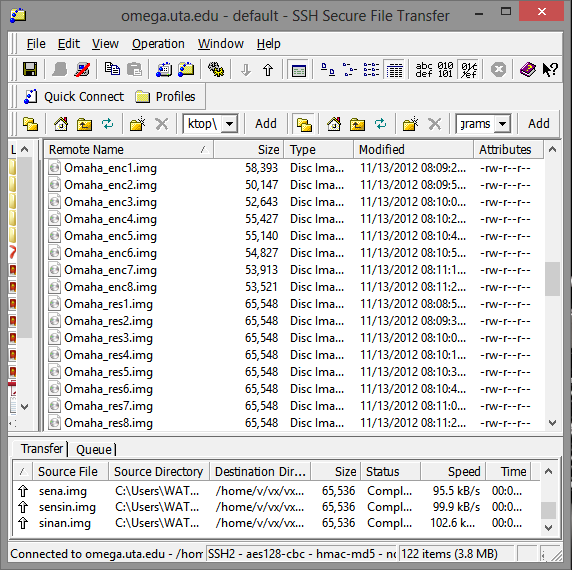 omega.uta.edu - default - SSH Secure File Transfer
File Edit View Operation Window Help
abc def 010 101
Quick Connect Profiles
ktop\ Add grams Add
L Remote Name / Size Type Modified Attributes
Omaha_enc1.img 58,393 Disc Ima... 11/13/2012 08:09:2... -rw-r--r--
Omaha_enc2.img 50,147 Disc Ima... 11/13/2012 08:09:5... -rw-r--r--
Omaha_enc3.img 52,643 Disc Ima... 11/13/2012 08:10:0... -rw-r--r--
Omaha_enc4.img 55,427 Disc Ima... 11/13/2012 08:10:2... -rw-r--r--
Omaha_enc5.img 55,140 Disc Ima... 11/13/2012 08:10:4... -rw-r--r--
Omaha_enc6.img 54,827 Disc Ima... 11/13/2012 08:10:5... -rw-r--r--
Omaha_enc7.img 53,913 Disc Ima... 11/13/2012 08:11:1... -rw-r--r--
Omaha_enc8.img 53,521 Disc Ima... 11/13/2012 08:11:2... -rw-r--r--
Omaha_res1.img 65,548 Disc Ima... 11/13/2012 08:08:5... -rw-r--r--
Omaha_res2.img 65,548 Disc Ima... 11/13/2012 08:09:3... -rw-r--r--
Omaha_res3.img 65,548 Disc Ima... 11/13/2012 08:10:0... -rw-r--r--
Omaha_res4.img 65,548 Disc Ima... 11/13/2012 08:10:1... -rw-r--r--
Omaha_res5.img 65,548 Disc Ima... 11/13/2012 08:10:3... -rw-r--r--
Omaha_res6.img 65,548 Disc Ima... 11/13/2012 08:10:4... -rw-r--r--
Omaha_res7.img 65,548 Disc Ima... 11/13/2012 08:11:0... -rw-r--r--
Omaha_res8.img 65,548 Disc Ima... 11/13/2012 08:11:2... -rw-r--r--
Transfer Queue
/ Source File Source Directory Destination Dir... Size Status Speed Time
sena.img C:\Users\WAT... /home/v/vx/vx... 65,536 Compl... 95.5 kB/s 00:0...
sensin.img C:\Users\WAT... /home/v/vx/vx... 65,536 Compl... 99.9 kB/s 00:0...
sinan.img C:\Users\WAT... /home/v/vx/vx... 65,536 Compl... 102.6 k... 00:0...
Connected to omega.uta.edu - /hom SSH2 - aes128-cbc - hmac-md5 - 122 items (3.8 MB)